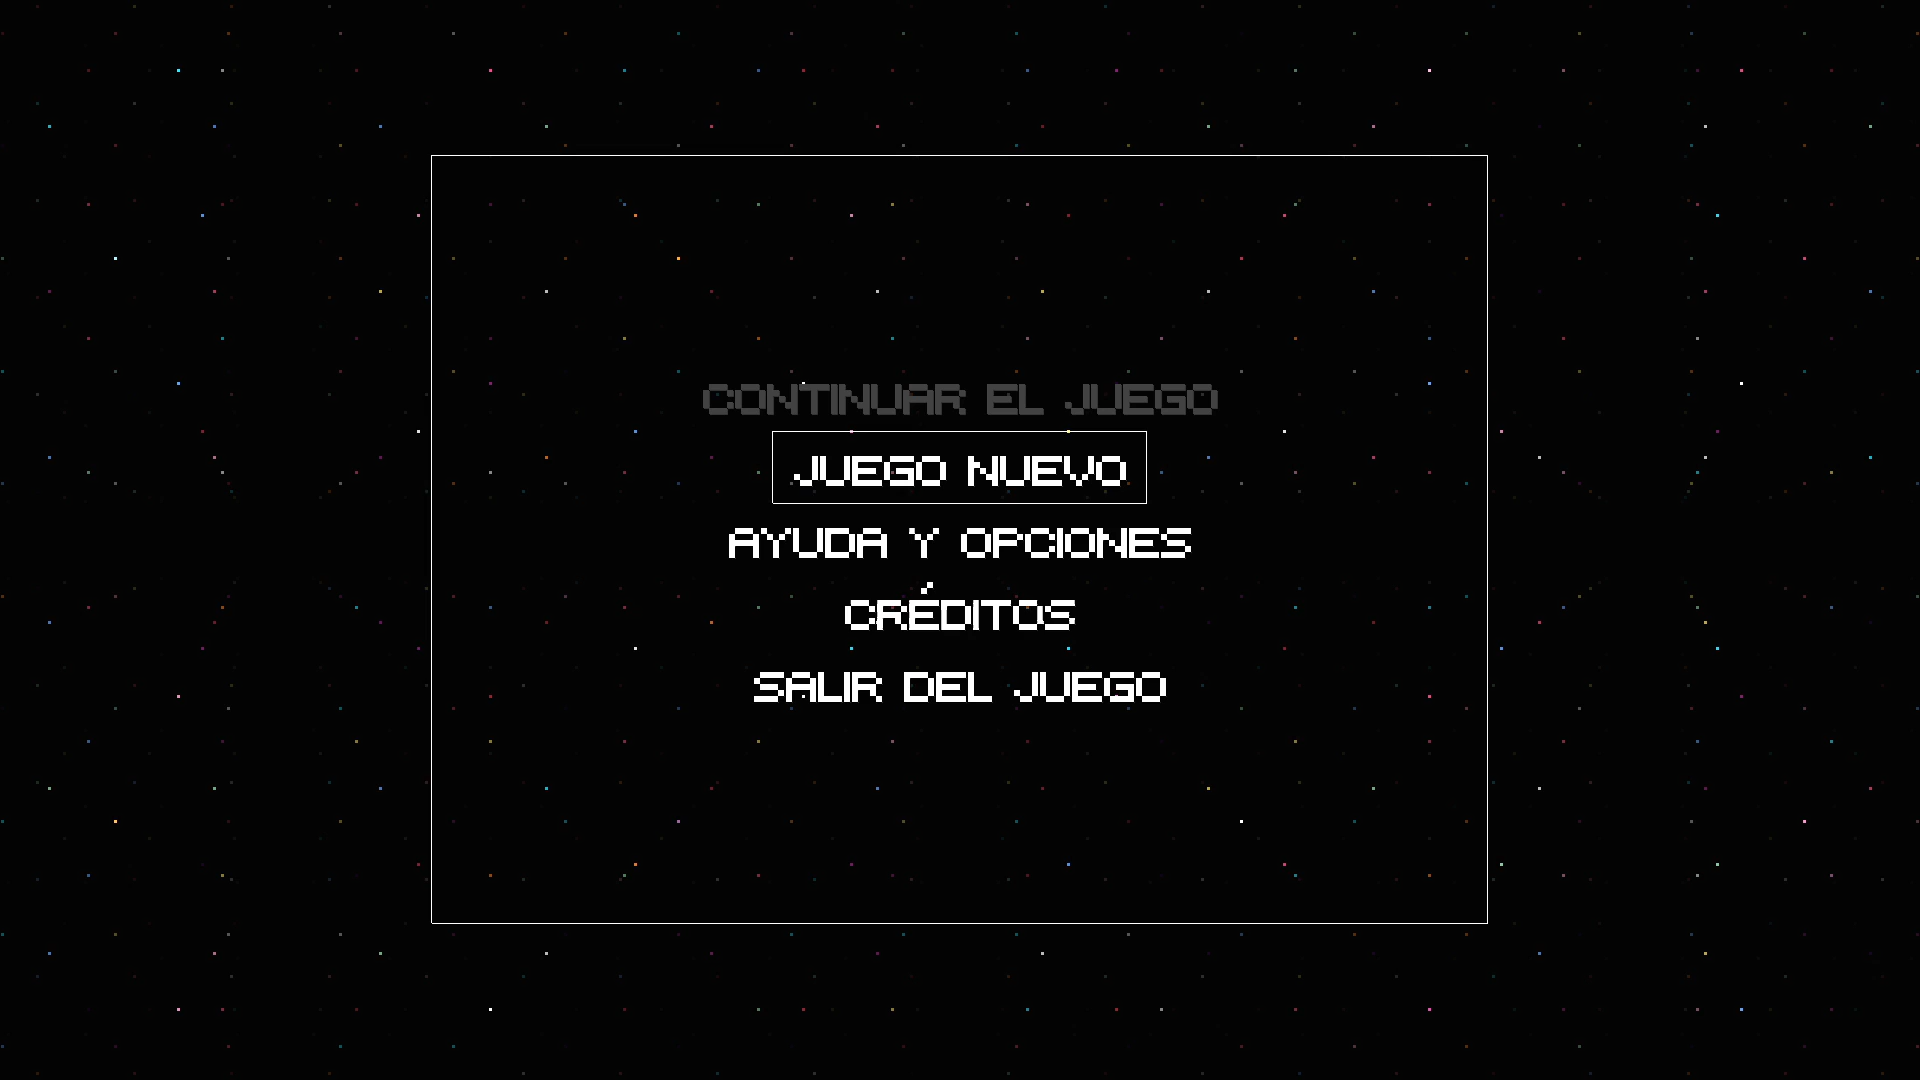 CONTINUAR EL JUEGO
JUEGO NUEVO
AYUDA Y OPCIONES
CRÉDITOS
SALIR DEL JUEGO